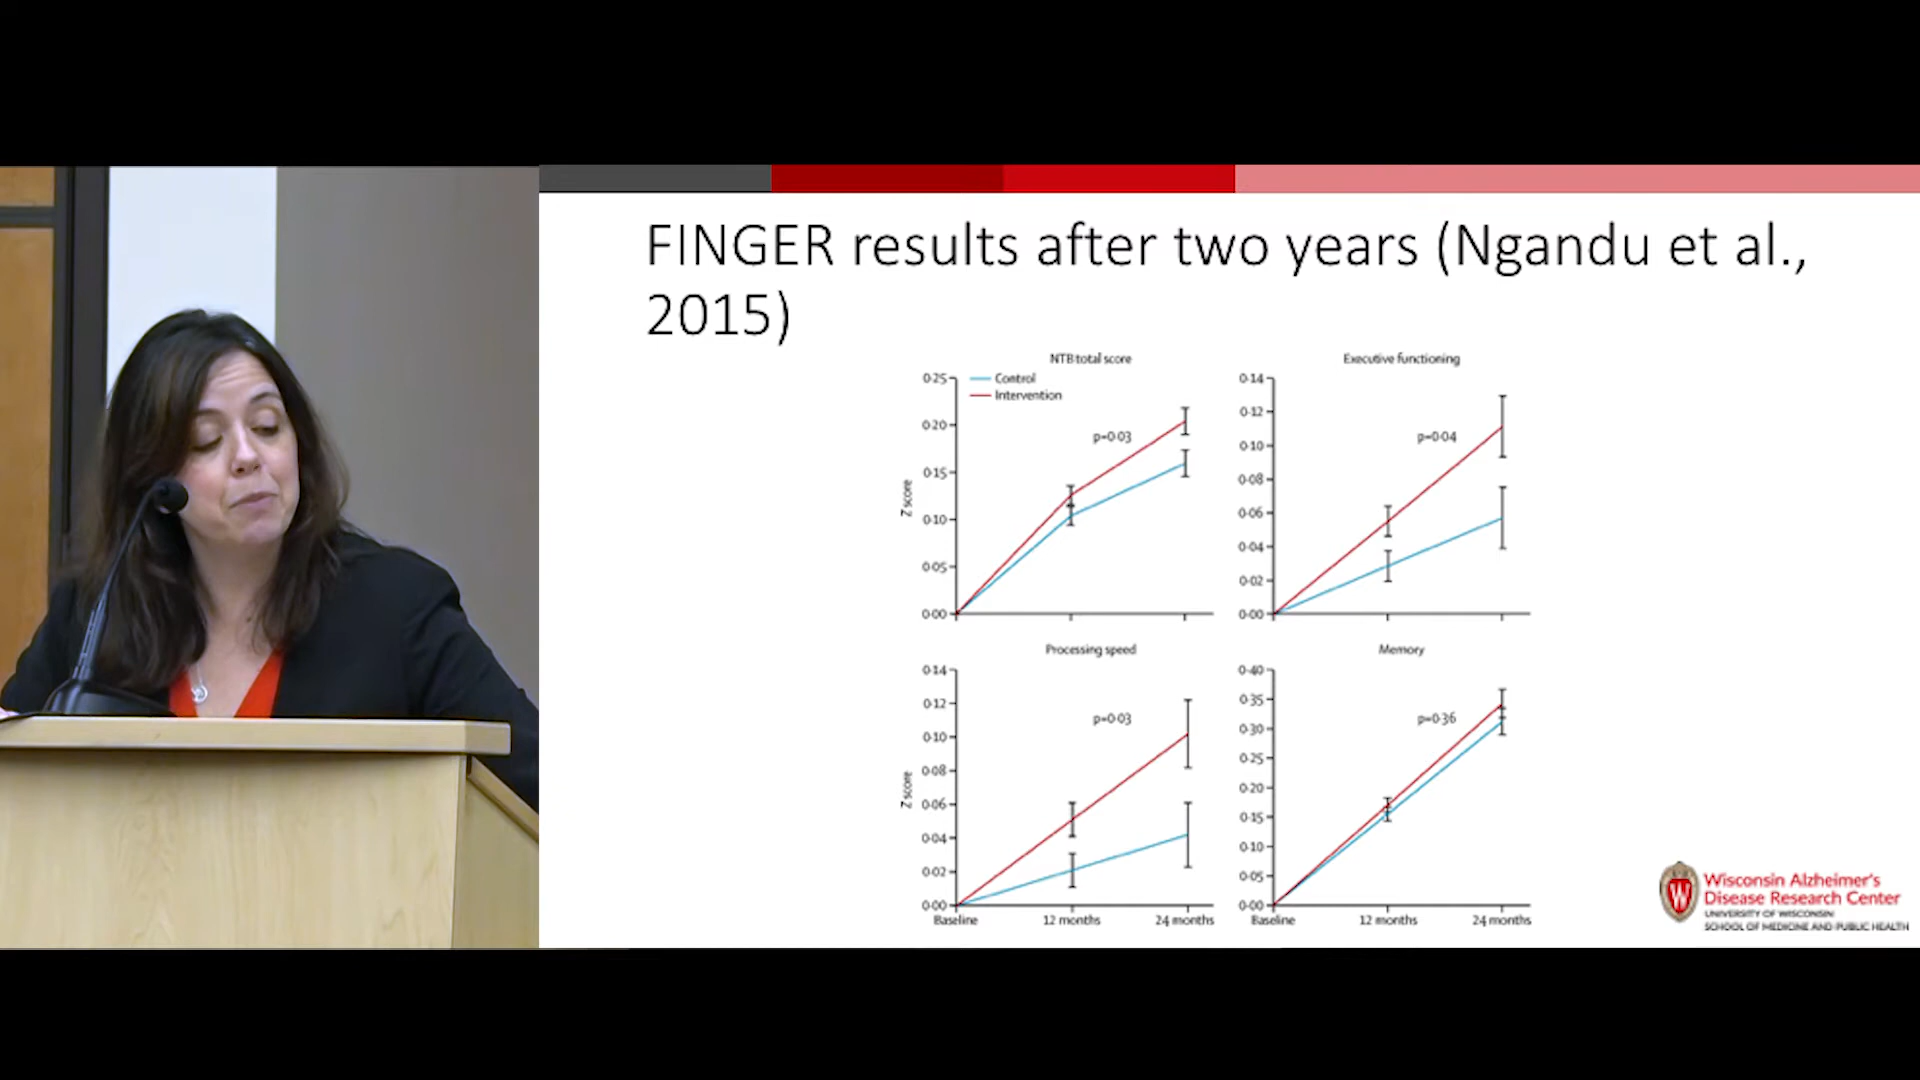 FINGER results after two years (Ngandu et al.,
2015)
NTB total score
0·25
0·20
0·15
0·10
0·05
0·00
Z score
Control
Intervention
p=0·03
Executive functioning
0·14
0·12
0·10
0·08
0·06
0·04
0·02
0·00
p=0·04
Processing speed
0·14
0·12
0·10
0·08
0·06
0·04
0·02
0·00
Z score
p=0·03
Baseline
12 months
24 months
Memory
0·40
0·35
0·30
0·25
0·20
0·15
0·10
0·05
0·00
p=0·36
Baseline
12 months
24 months
W
Wisconsin Alzheimer's
Disease Research Center
UNIVERSITY OF WISCONSIN
SCHOOL OF MEDICINE AND PUBLIC HEALTH